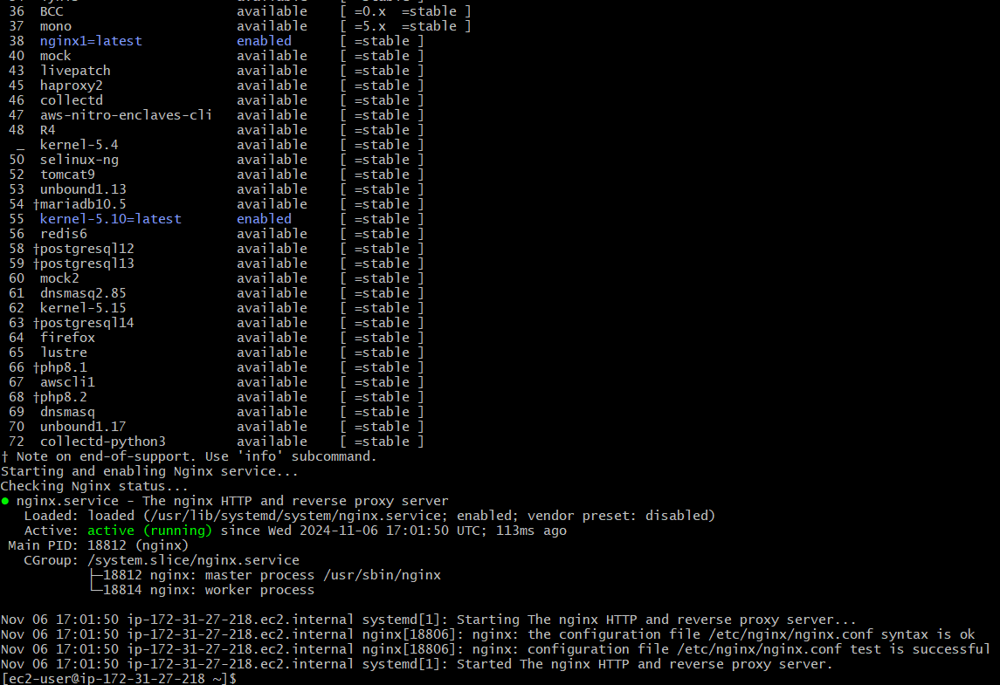 36  BCC                      available    [ =0.x  =stable ]
37  mono                     available    [ =5.x  =stable ]
38  nginx1=latest            enabled      [ =stable ]
40  mock                     available    [ =stable ]
43  livepatch                available    [ =stable ]
45  haproxy2                 available    [ =stable ]
46  collectd                 available    [ =stable ]
47  aws-nitro-enclaves-cli   available    [ =stable ]
48  R4                       available    [ =stable ]
 _  kernel-5.4               available    [ =stable ]
50  selinux-ng               available    [ =stable ]
52  tomcat9                  available    [ =stable ]
53  unbound1.13              available    [ =stable ]
54 †mariadb10.5              available    [ =stable ]
55  kernel-5.10=latest       enabled      [ =stable ]
56  redis6                   available    [ =stable ]
58 †postgresql12             available    [ =stable ]
59 †postgresql13             available    [ =stable ]
60  mock2                    available    [ =stable ]
61  dnsmasq2.85              available    [ =stable ]
62  kernel-5.15              available    [ =stable ]
63 †postgresql14             available    [ =stable ]
64  firefox                  available    [ =stable ]
65  lustre                   available    [ =stable ]
66 †php8.1                   available    [ =stable ]
67  awscli1                  available    [ =stable ]
68 †php8.2                   available    [ =stable ]
69  dnsmasq                  available    [ =stable ]
70  unbound1.17              available    [ =stable ]
72  collectd-python3         available    [ =stable ]
† Note on end-of-support. Use 'info' subcommand.
Starting and enabling Nginx service...
Checking Nginx status...
● nginx.service - The nginx HTTP and reverse proxy server
   Loaded: loaded (/usr/lib/systemd/system/nginx.service; enabled; vendor preset: disabled)
   Active: active (running) since Wed 2024-11-06 17:01:50 UTC; 113ms ago
 Main PID: 18812 (nginx)
   CGroup: /system.slice/nginx.service
           ├─18812 nginx: master process /usr/sbin/nginx
           └─18814 nginx: worker process
Nov 06 17:01:50 ip-172-31-27-218.ec2.internal systemd[1]: Starting The nginx HTTP and reverse proxy server...
Nov 06 17:01:50 ip-172-31-27-218.ec2.internal nginx[18806]: nginx: the configuration file /etc/nginx/nginx.conf syntax is ok
Nov 06 17:01:50 ip-172-31-27-218.ec2.internal nginx[18806]: nginx: configuration file /etc/nginx/nginx.conf test is successful
Nov 06 17:01:50 ip-172-31-27-218.ec2.internal systemd[1]: Started The nginx HTTP and reverse proxy server.
[ec2-user@ip-172-31-27-218 ~]$